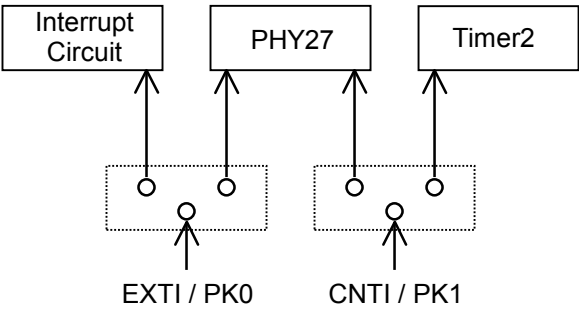 Interrupt
Circuit
PHY27
Timer2
EXTI / PK0
CNTI / PK1